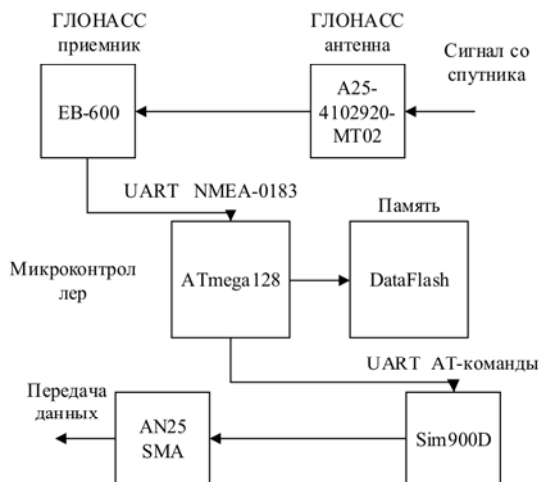 ГЛОНАСС
приемник
ГЛОНАСС
антенна
Сигнал со
спутника
EB-600
A25-
4102920-
MT02
UART NMEA-0183
Память
Микроконтрол
лер
ATmega128
DataFlash
UART AT-команды
Передача
данных
AN25
SMA
Sim900D